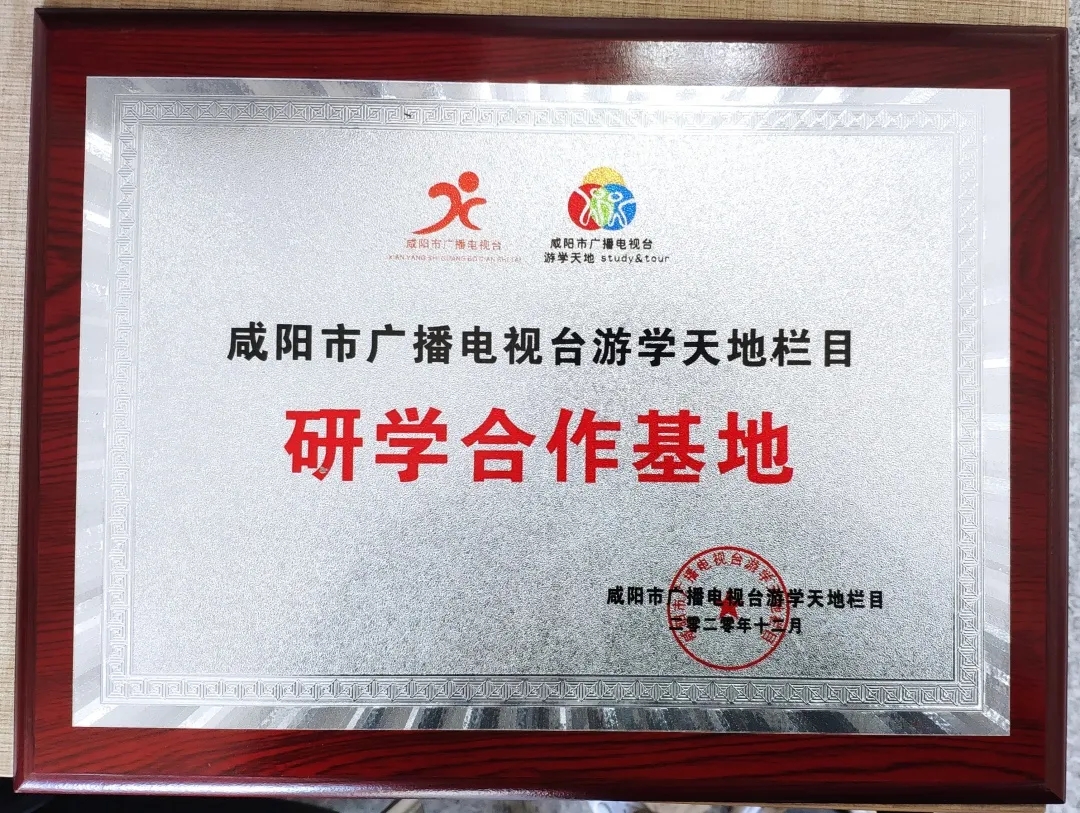 咸阳市广播电视台
咸阳市广播电视台
游学天地 study&tour
咸阳市广播电视台游学天地栏目
研学合作基地
咸阳市广播电视台游学天地栏目
二零二零年十二月